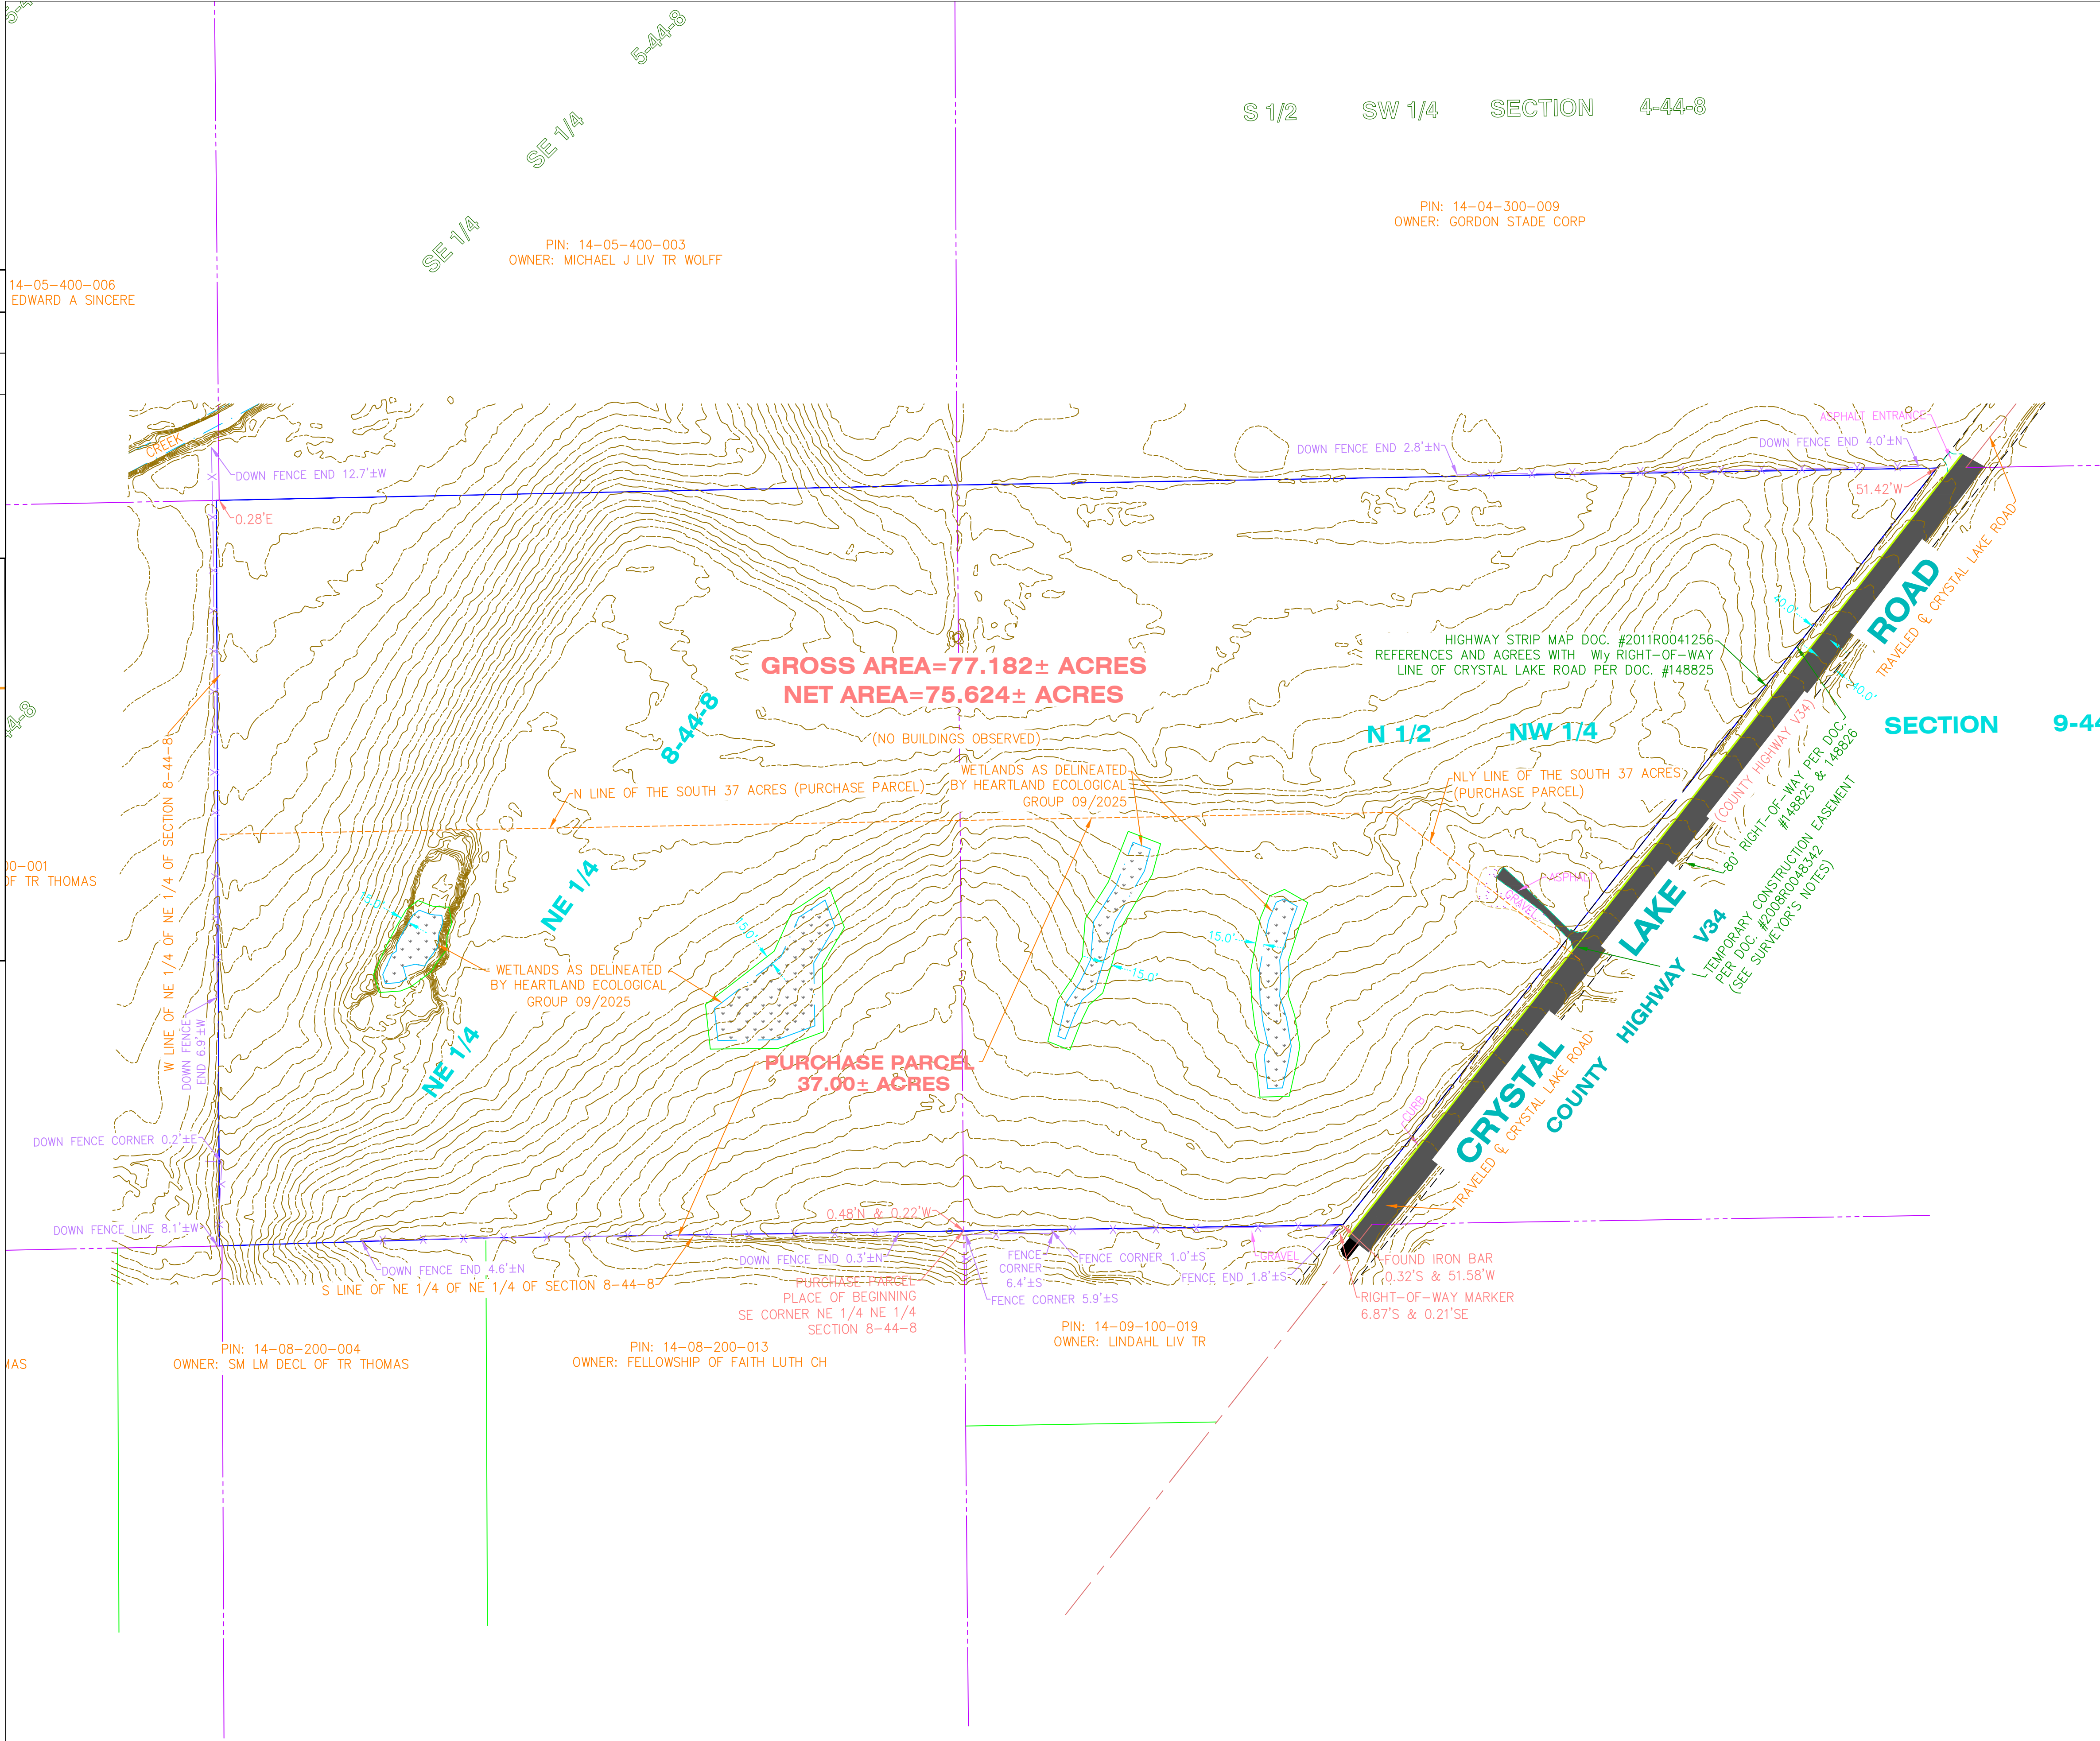 5-44-8
S 1/2 SW 1/4 SECTION 4-44-8
SE 1/4
SE 1/4
PIN: 14-04-300-009
OWNER: GORDON STADE CORP
PIN: 14-05-400-003
OWNER: MICHAEL J LIV TR WOLFF
14-05-400-006
EDWARD A SINCERE
CREEK
DOWN FENCE END 12.7'±W
0.28'E
DOWN FENCE END 2.8'±N
ASPHALT ENTRANCE
DOWN FENCE END 4.0'±N
51.42'W
TRAVELED ℄ CRYSTAL LAKE ROAD
ROAD
40.0'
40.0'
HIGHWAY STRIP MAP DOC. #2011R0041256
REFERENCES AND AGREES WITH Wly RIGHT-OF-WAY
LINE OF CRYSTAL LAKE ROAD PER DOC. #148825
GROSS AREA=77.182± ACRES
NET AREA=75.624± ACRES
(NO BUILDINGS OBSERVED)
8-44-8
N 1/2 NW 1/4 SECTION 9-44
(COUNTY HIGHWAY V34)
80' RIGHT-OF-WAY PER DOC.
#148825 & 148826
TEMPORARY CONSTRUCTION EASEMENT
PER DOC. #2008R0048342
(SEE SURVEYOR'S NOTES)
W LINE OF NE 1/4 OF NE 1/4 OF SECTION 8-44-8
N LINE OF THE SOUTH 37 ACRES (PURCHASE PARCEL)
WETLANDS AS DELINEATED
BY HEARTLAND ECOLOGICAL
GROUP 09/2025
NLY LINE OF THE SOUTH 37 ACRES
(PURCHASE PARCEL)
00-001
OF TR THOMAS
ASPHALT
GRAVEL
NE 1/4
15.0'
15.0'
15.0'
15.0'
WETLANDS AS DELINEATED
BY HEARTLAND ECOLOGICAL
GROUP 09/2025
LAKE
COUNTY HIGHWAY V34
DOWN FENCE
END 6.9'±W
NE 1/4
PURCHASE PARCEL
37.00± ACRES
CURB
CRYSTAL
TRAVELED ℄ CRYSTAL LAKE ROAD
DOWN FENCE CORNER 0.2'±E
DOWN FENCE LINE 8.1'±W
DOWN FENCE END 4.6'±N
S LINE OF NE 1/4 OF NE 1/4 OF SECTION 8-44-8
0.48'N & 0.22'W
DOWN FENCE END 0.3'±N
PURCHASE PARCEL
PLACE OF BEGINNING
SE CORNER NE 1/4 NE 1/4
SECTION 8-44-8
FENCE
CORNER
6.4'±S
FENCE CORNER 1.0'±S
FENCE CORNER 5.9'±S
GRAVEL
FENCE END 1.8'±S
FOUND IRON BAR
0.32'S & 51.58'W
RIGHT-OF-WAY MARKER
6.87'S & 0.21'SE
PIN: 14-09-100-019
OWNER: LINDAHL LIV TR
PIN: 14-08-200-004
OWNER: SM LM DECL OF TR THOMAS
PIN: 14-08-200-013
OWNER: FELLOWSHIP OF FAITH LUTH CH
MAS